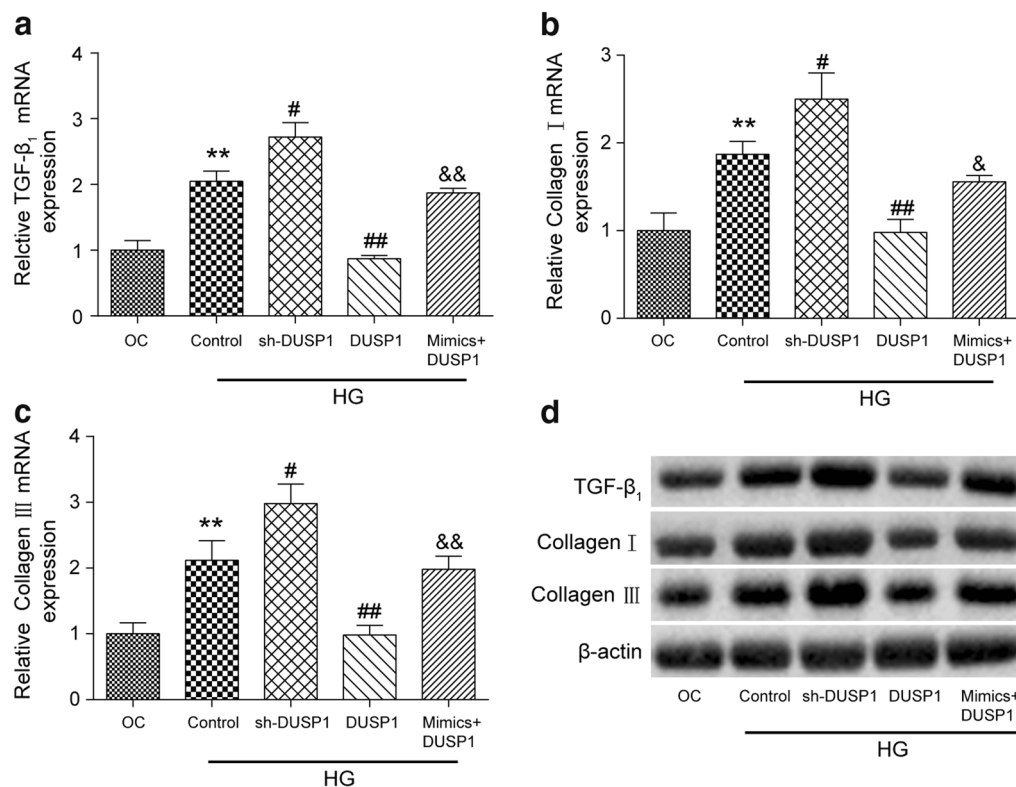 a
Relctive TGF-β₁ mRNA
expression
4
3
2
1
0
**
#
##
&&
OC
Control
sh-DUSP1
DUSP1
Mimics+
DUSP1
HG
b
Relative Collagen Ⅰ mRNA
expression
3
2
1
0
**
#
##
&
OC
Control
sh-DUSP1
DUSP1
Mimics+
DUSP1
HG
c
Relative Collagen Ⅲ mRNA
expression
4
3
2
1
0
**
#
##
&&
OC
Control
sh-DUSP1
DUSP1
Mimics+
DUSP1
HG
d
TGF-β₁
Collagen Ⅰ
Collagen Ⅲ
β-actin
OC
Control
sh-DUSP1
DUSP1
Mimics+
DUSP1
HG